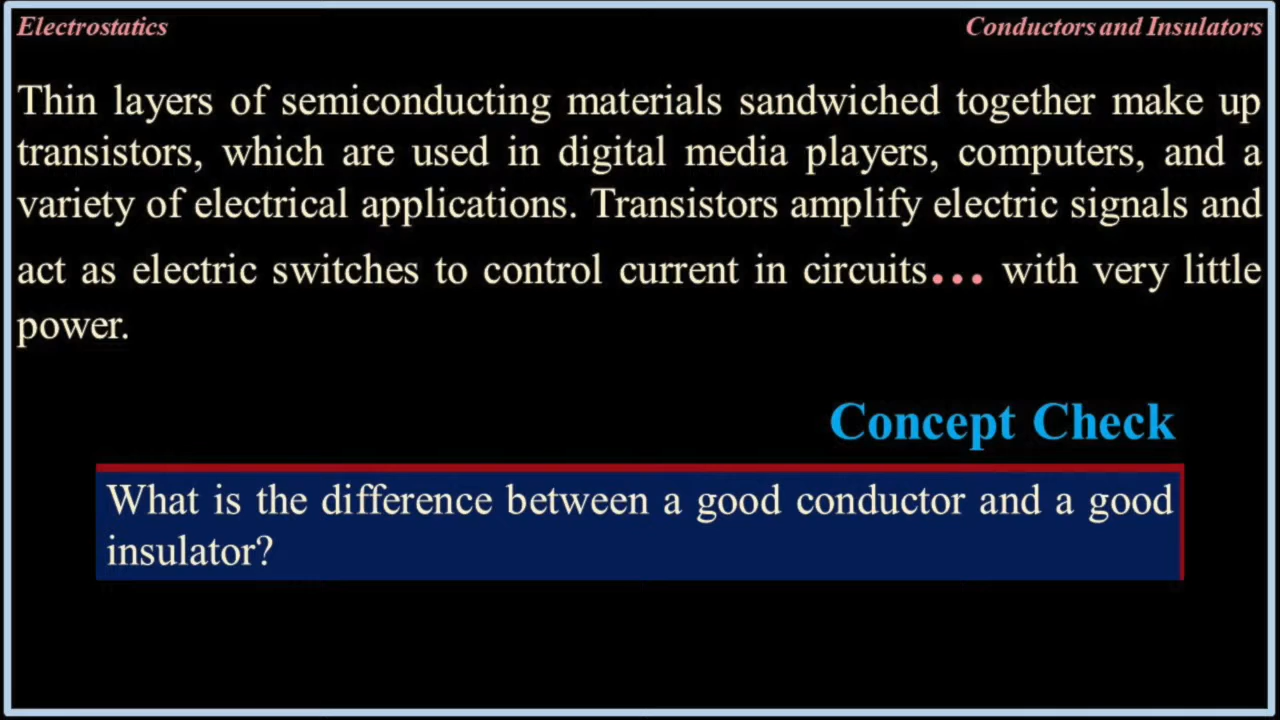 Electrostatics
Conductors and Insulators
Thin layers of semiconducting materials sandwiched together make up
transistors, which are used in digital media players, computers, and a
variety of electrical applications. Transistors amplify electric signals and
act as electric switches to control current in circuits... with very little
power.
Concept Check
What is the difference between a good conductor and a good
insulator?